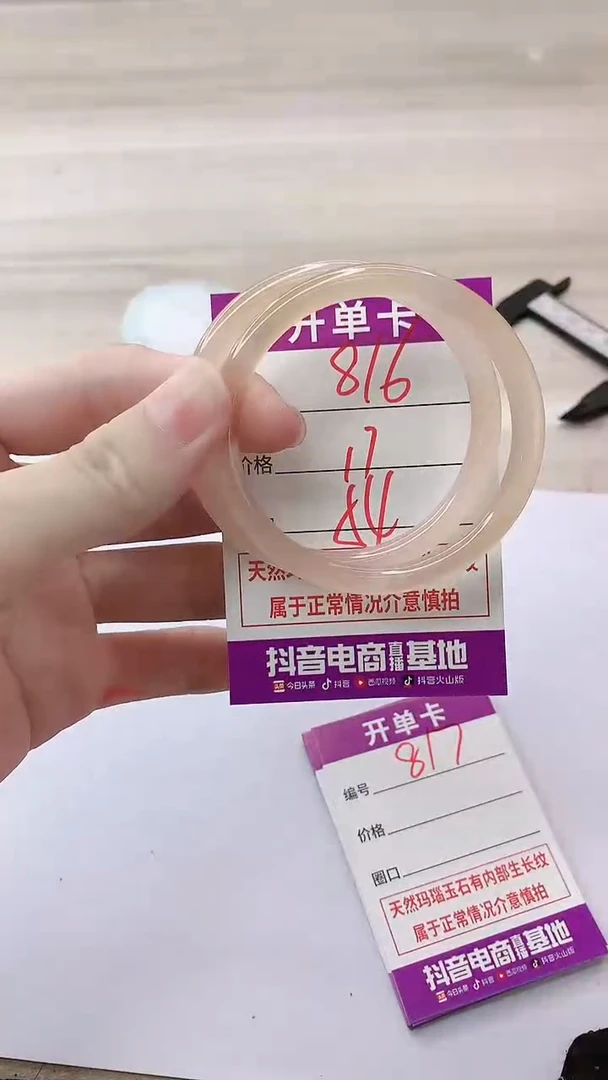 开单卡
816
价格 17
54
天然
属于正常情况介意慎拍
抖音电商直播基地
今日头条 抖音 西瓜视频 抖音火山版
开单卡
编号 817
价格
圈口
天然玛瑙玉石有内部生长纹
属于正常情况介意慎拍
抖音电商直播基地
今日头条 抖音 西瓜视频 抖音火山版